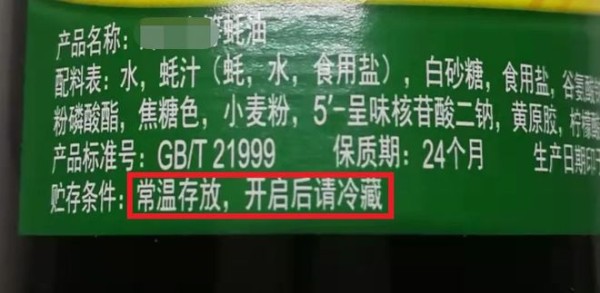 产品名称: 蚝油
配料表: 水, 蚝汁 (蚝, 水, 食用盐), 白砂糖, 食用盐, 谷氨酸
粉磷酸酯, 焦糖色, 小麦粉, 5′-呈味核苷酸二钠, 黄原胶, 柠檬酸
产品标准号: GB/T 21999 保质期: 24个月 生产日期印于
贮存条件: 常温存放, 开启后请冷藏